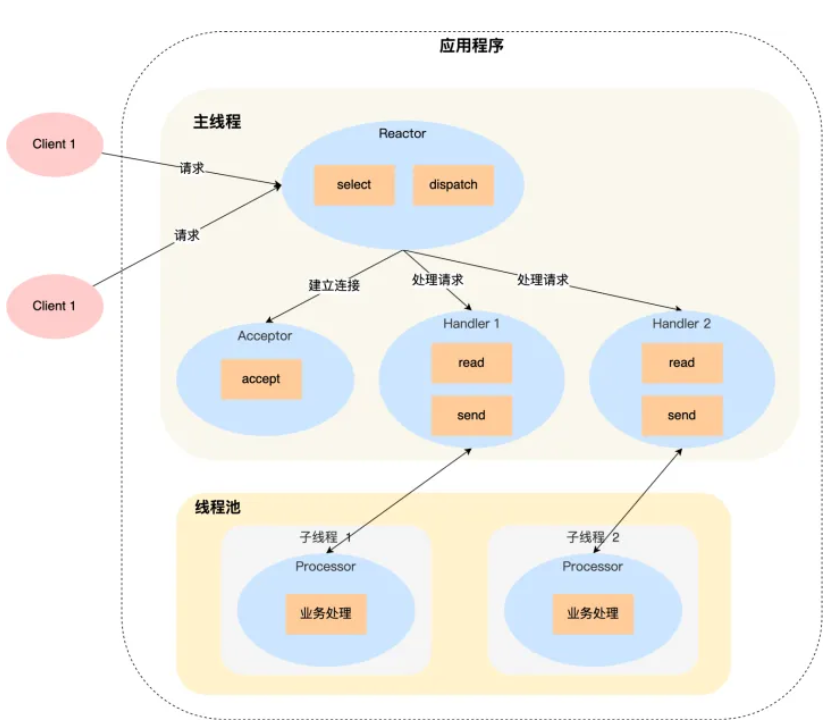 应用程序
主线程
Client 1
Reactor
select
dispatch
请求
请求
Client 1
建立连接
处理请求
处理请求
Acceptor
accept
Handler 1
read
send
Handler 2
read
send
线程池
子线程 1
Processor
业务处理
子线程 2
Processor
业务处理